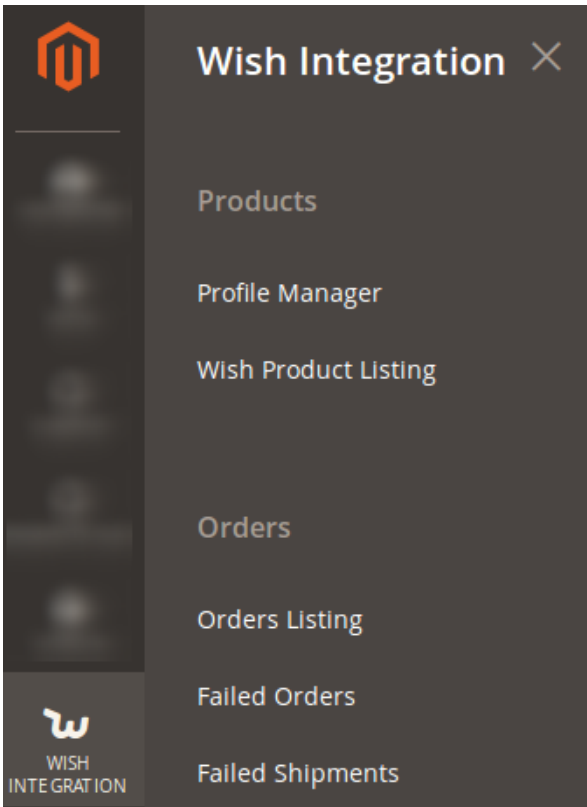 Wish Integration
Products
Profile Manager
Wish Product Listing
Orders
Orders Listing
Failed Orders
Failed Shipments
WISH
INTEGRATION